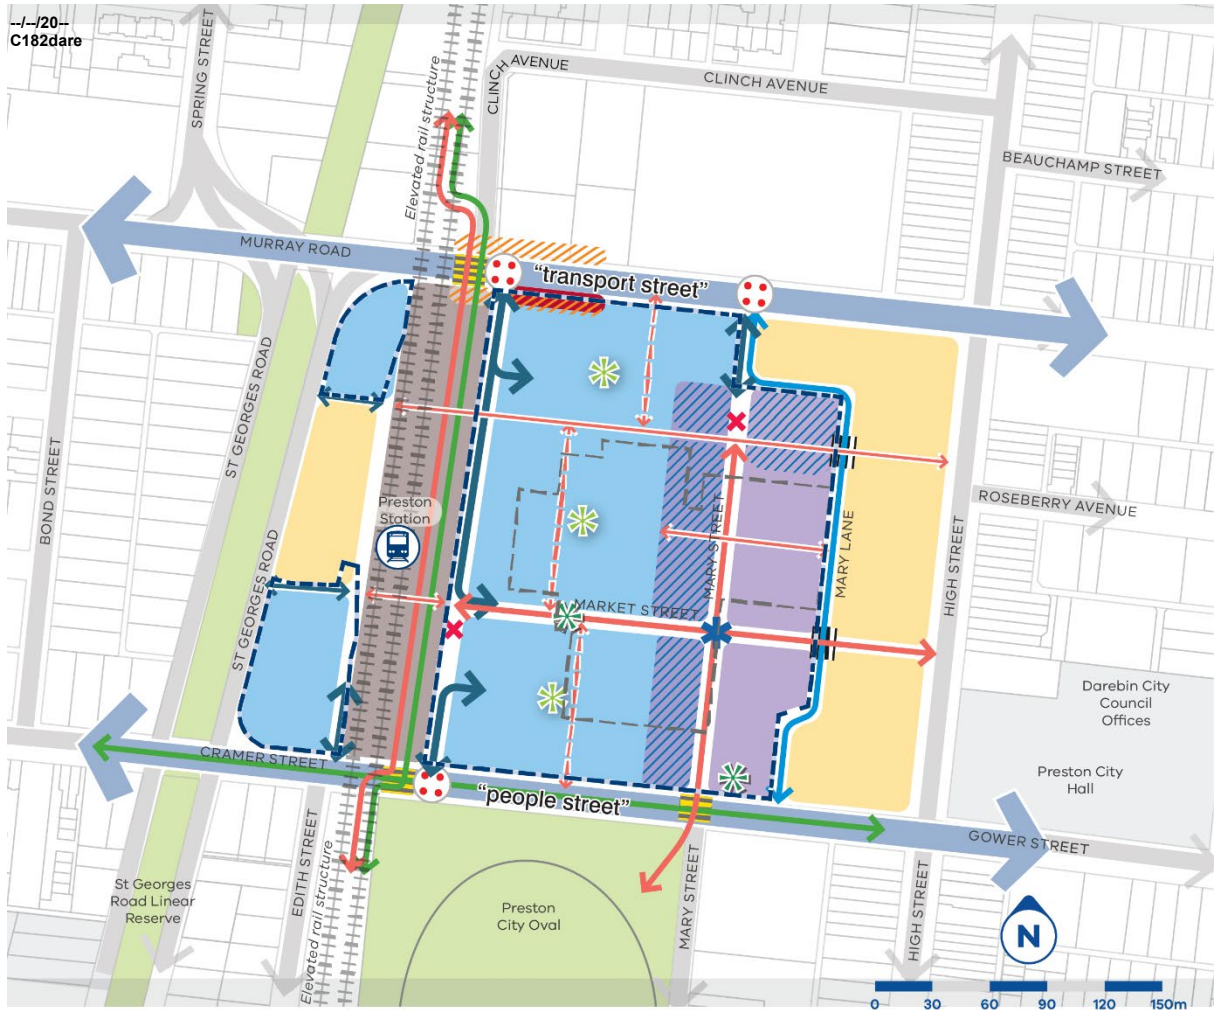 --/--/20--
C182dare
SPRING STREET
Elevated rail structure
CLINCH AVENUE
CLINCH AVENUE
BEAUCHAMP STREET
MURRAY ROAD
“transport street”
ST GEORGES ROAD
BOND STREET
Preston
Station
ROSEBERRY AVENUE
MARY STREET
MARY LANE
HIGH STREET
ST GEORGES ROAD
MARKET STREET
Darebin City
Council
Offices
Preston City
Hall
CRAMER STREET
“people street”
GOWER STREET
EDITH STREET
Elevated rail structure
St Georges
Road Linear
Reserve
Preston
City Oval
MARY STREET
HIGH STREET
N
0 30 60 90 120 150m